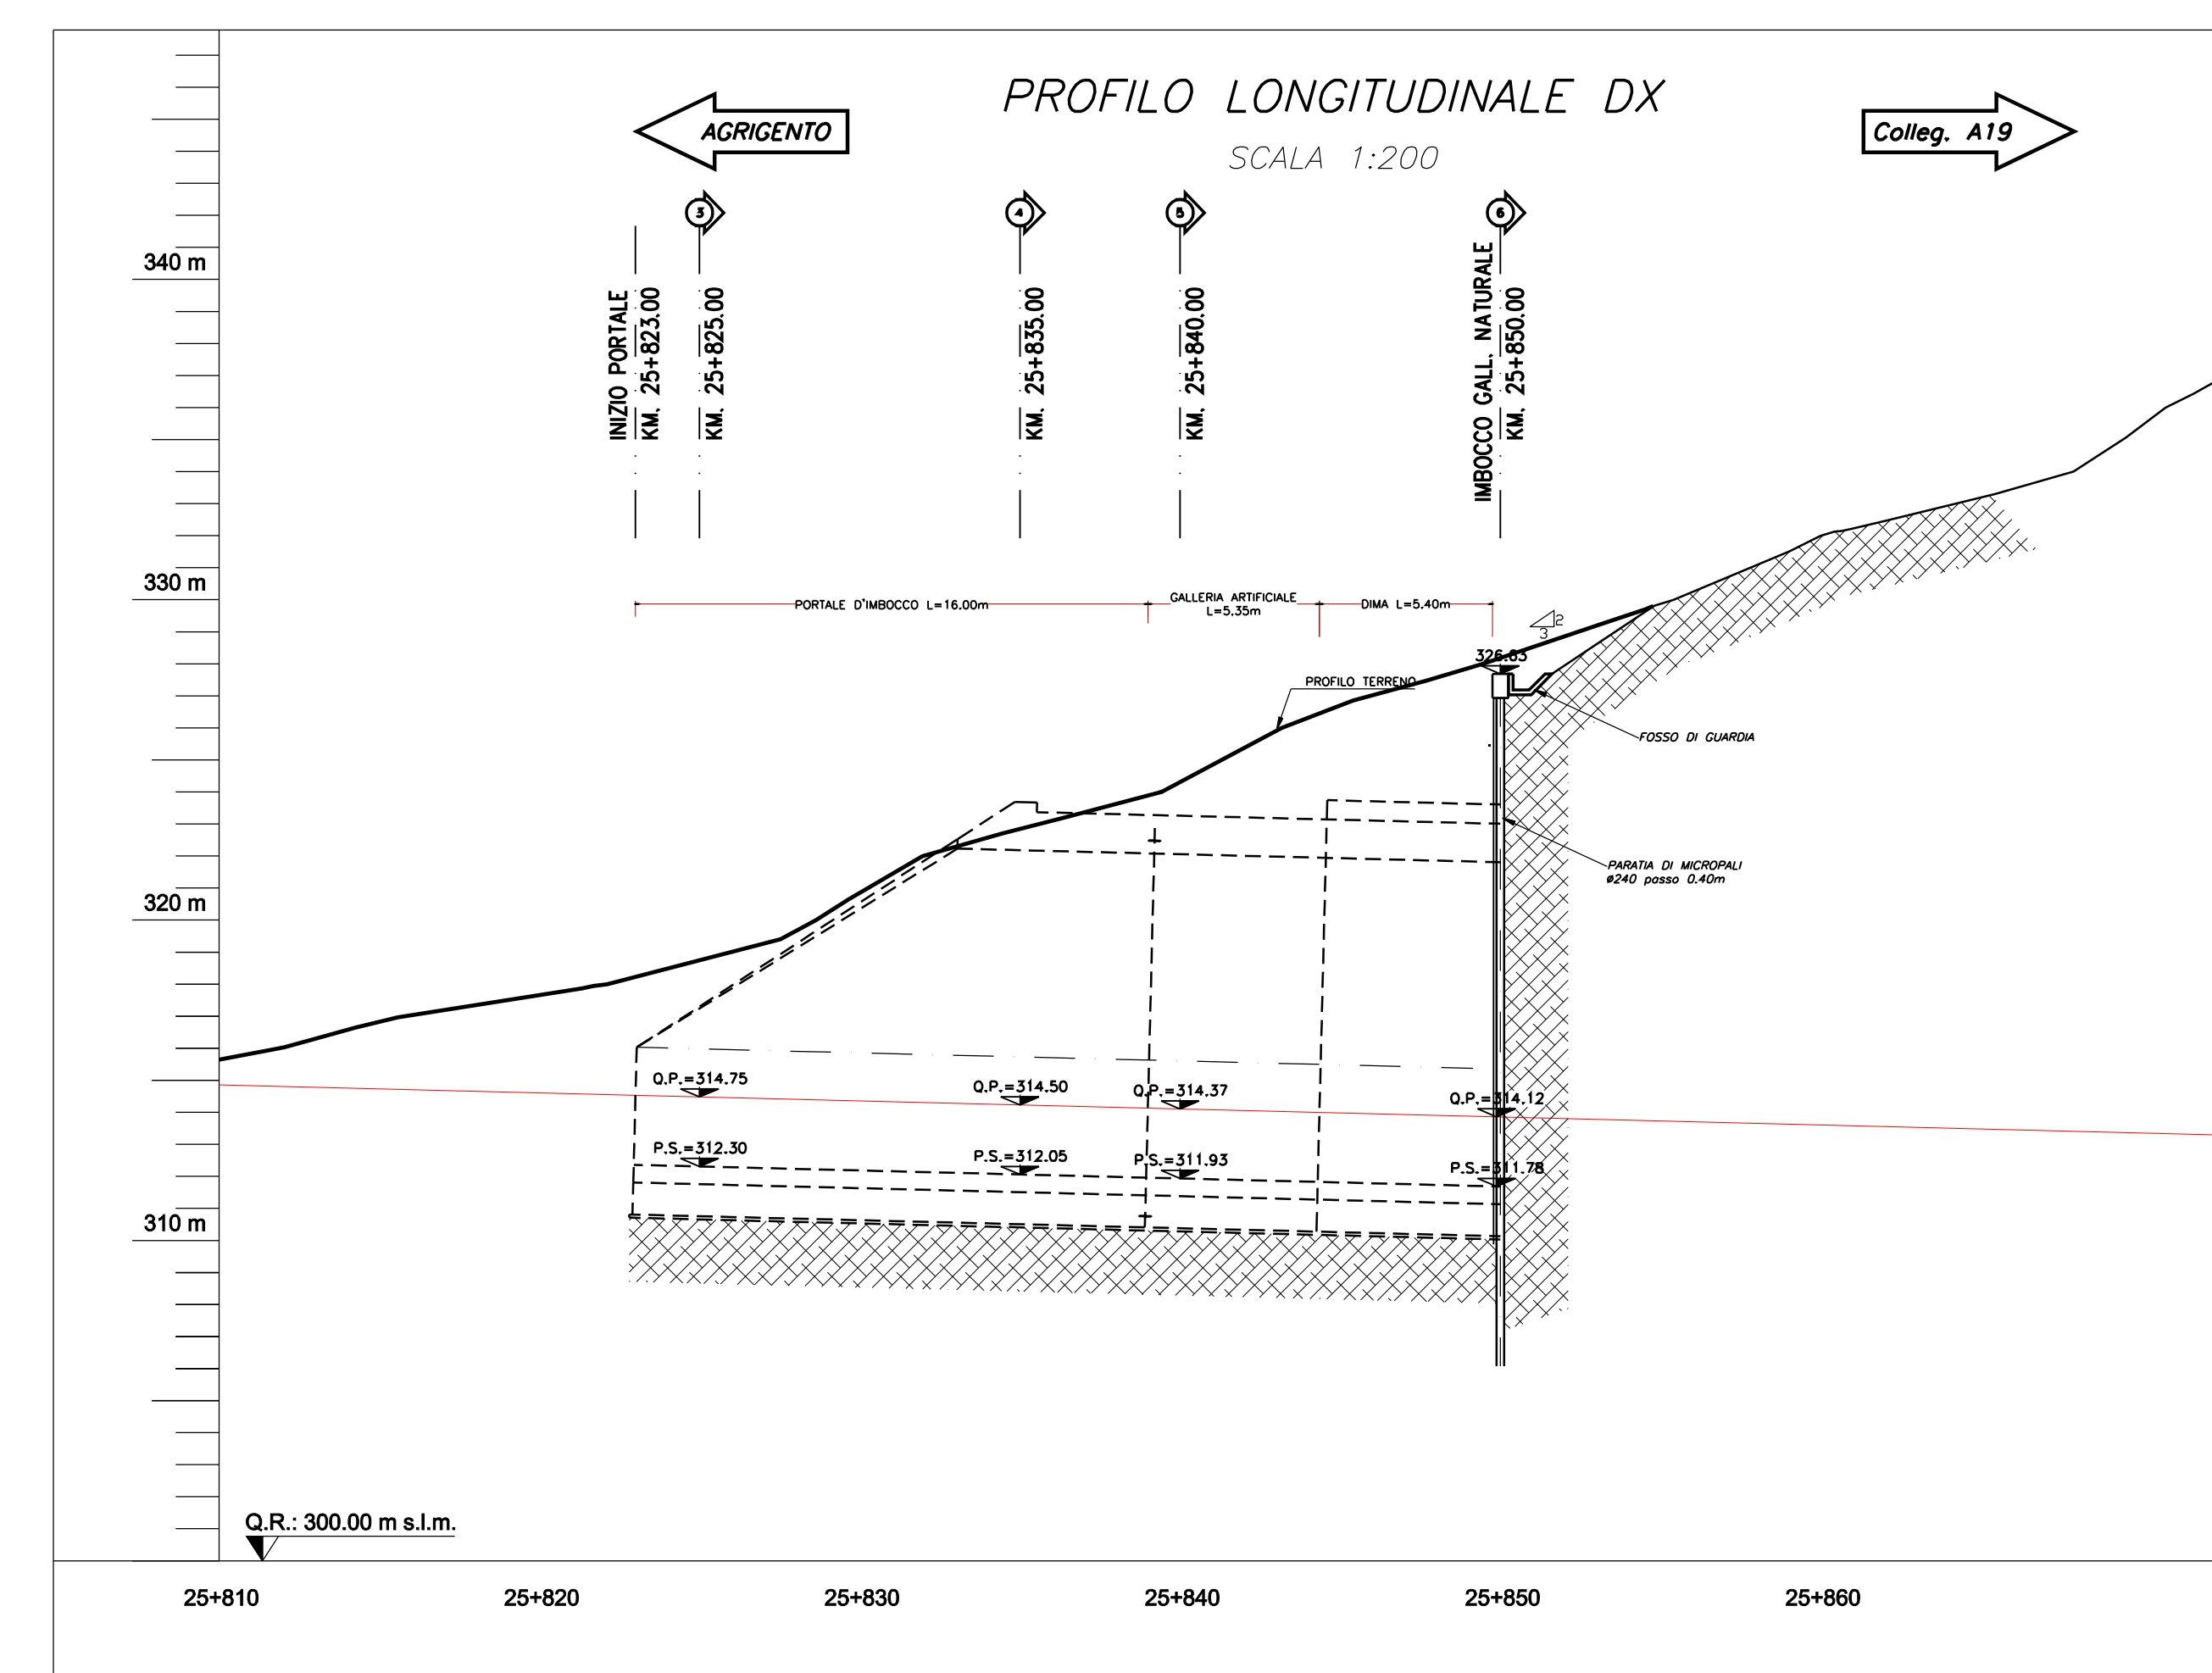 PROFILO LONGITUDINALE DX
SCALA 1:200
AGRIGENTO
Colleg. A19
3
4
5
6
INIZIO PORTALE
KM. 25+823.00
KM. 25+825.00
KM. 25+835.00
KM. 25+840.00
IMBOCCO GALL. NATURALE
KM. 25+850.00
340 m
330 m
320 m
310 m
PORTALE D'IMBOCCO L=16.00m
GALLERIA ARTIFICIALE
L=5.35m
DIMA L=5.40m
2
3
326.83
PROFILO TERRENO
FOSSO DI GUARDIA
PARATIA DI MICROPALI
ø240 passo 0.40m
Q.P.=314.75
Q.P.=314.50
Q.P.=314.37
Q.P.=314.12
P.S.=312.30
P.S.=312.05
P.S.=311.93
P.S.=311.78
Q.R.: 300.00 m s.l.m.
25+810
25+820
25+830
25+840
25+850
25+860